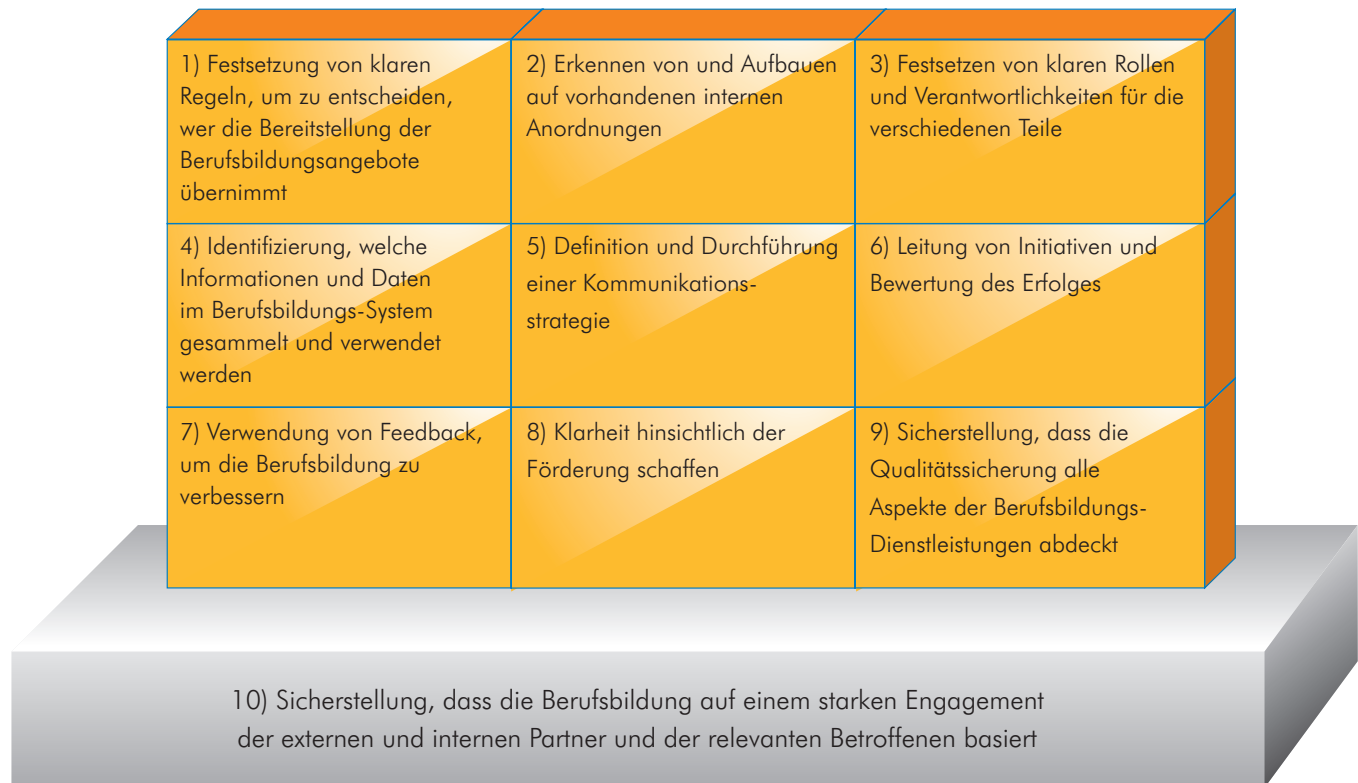 1) Festsetzung von klaren
Regeln, um zu entscheiden,
wer die Bereitstellung der
Berufsbildungsangebote
übernimmt
2) Erkennen von und Aufbauen
auf vorhandenen internen
Anordnungen
3) Festsetzen von klaren Rollen
und Verantwortlichkeiten für die
verschiedenen Teile
4) Identifizierung, welche
Informationen und Daten
im Berufsbildungs-System
gesammelt und verwendet
werden
5) Definition und Durchführung
einer Kommunikations-
strategie
6) Leitung von Initiativen und
Bewertung des Erfolges
7) Verwendung von Feedback,
um die Berufsbildung zu
verbessern
8) Klarheit hinsichtlich der
Förderung schaffen
9) Sicherstellung, dass die
Qualitätssicherung alle
Aspekte der Berufsbildungs-
Dienstleistungen abdeckt
10) Sicherstellung, dass die Berufsbildung auf einem starken Engagement
der externen und internen Partner und der relevanten Betroffenen basiert